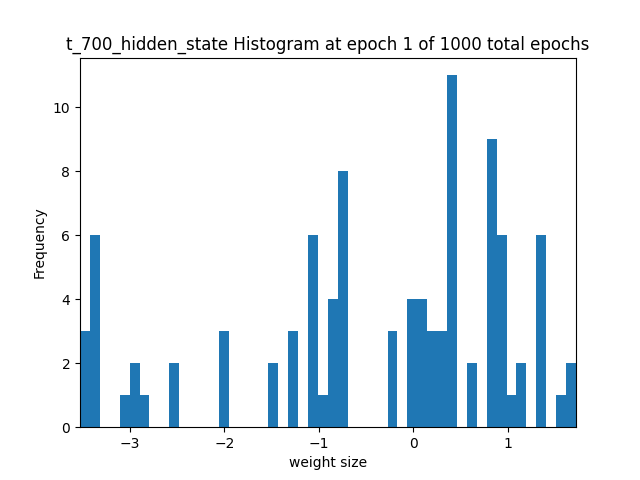 t_700_hidden_state Histogram at epoch 1 of 1000 total epochs
10
8
6
4
2
0
Frequency
−3 −2 −1 0 1
weight size